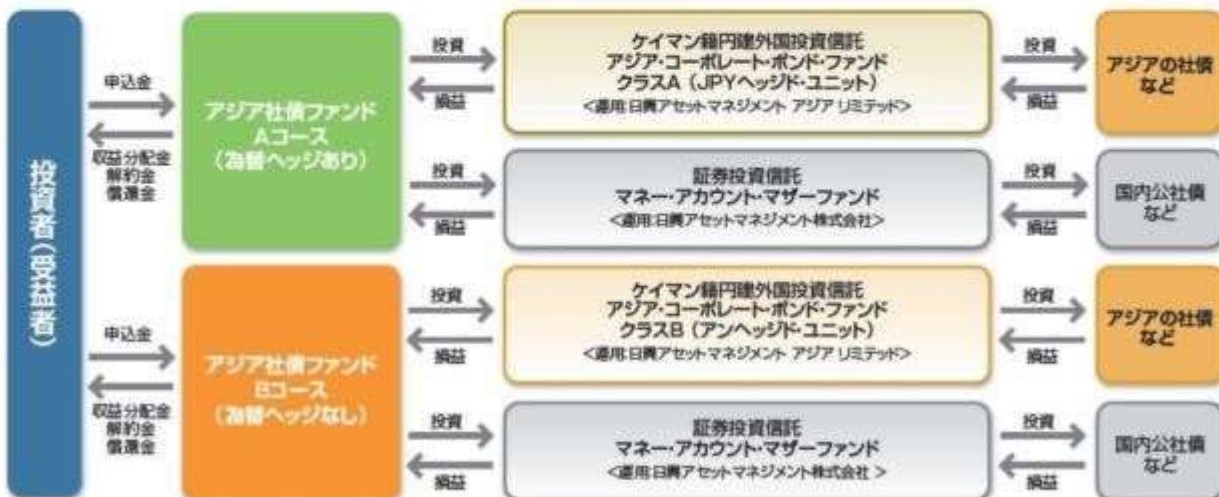 投資者(受益者)
申込金
収益分配金
解約金
償還金
アジア社債ファンド
Aコース
(為替ヘッジあり)
投資
損益
ケイマン籍円建外国投資信託
アジア・コーポレート・ボンド・ファンド
クラスA (JPYヘッジド・ユニット)
<運用:日興アセットマネジメント アジア リミテッド>
投資
損益
アジアの社債
など
投資
損益
証券投資信託
マネー・アカウント・マザーファンド
<運用:日興アセットマネジメント株式会社>
投資
損益
国内公社債
など
申込金
収益分配金
解約金
償還金
アジア社債ファンド
Bコース
(為替ヘッジなし)
投資
損益
ケイマン籍円建外国投資信託
アジア・コーポレート・ボンド・ファンド
クラスB (アンヘッジド・ユニット)
<運用:日興アセットマネジメント アジア リミテッド>
投資
損益
アジアの社債
など
投資
損益
証券投資信託
マネー・アカウント・マザーファンド
<運用:日興アセットマネジメント株式会社 >
投資
損益
国内公社債
など